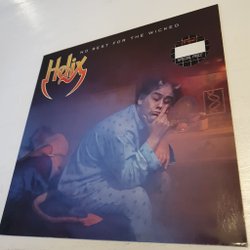 NO REST FOR THE WICKED
Helix